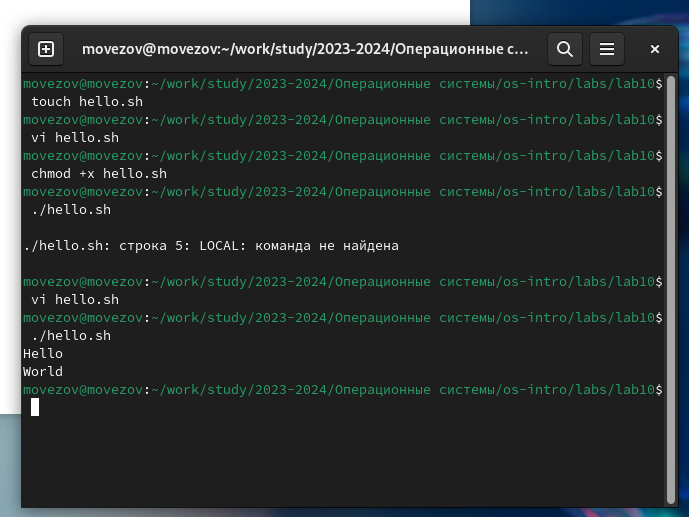 movezov@movezov:~/work/study/2023-2024/Операционные с…
movezov@movezov:~/work/study/2023-2024/Операционные системы/os-intro/labs/lab10$
touch hello.sh
movezov@movezov:~/work/study/2023-2024/Операционные системы/os-intro/labs/lab10$
vi hello.sh
movezov@movezov:~/work/study/2023-2024/Операционные системы/os-intro/labs/lab10$
chmod +x hello.sh
movezov@movezov:~/work/study/2023-2024/Операционные системы/os-intro/labs/lab10$
./hello.sh
./hello.sh: строка 5: LOCAL: команда не найдена
movezov@movezov:~/work/study/2023-2024/Операционные системы/os-intro/labs/lab10$
vi hello.sh
movezov@movezov:~/work/study/2023-2024/Операционные системы/os-intro/labs/lab10$
./hello.sh
Hello
World
movezov@movezov:~/work/study/2023-2024/Операционные системы/os-intro/labs/lab10$